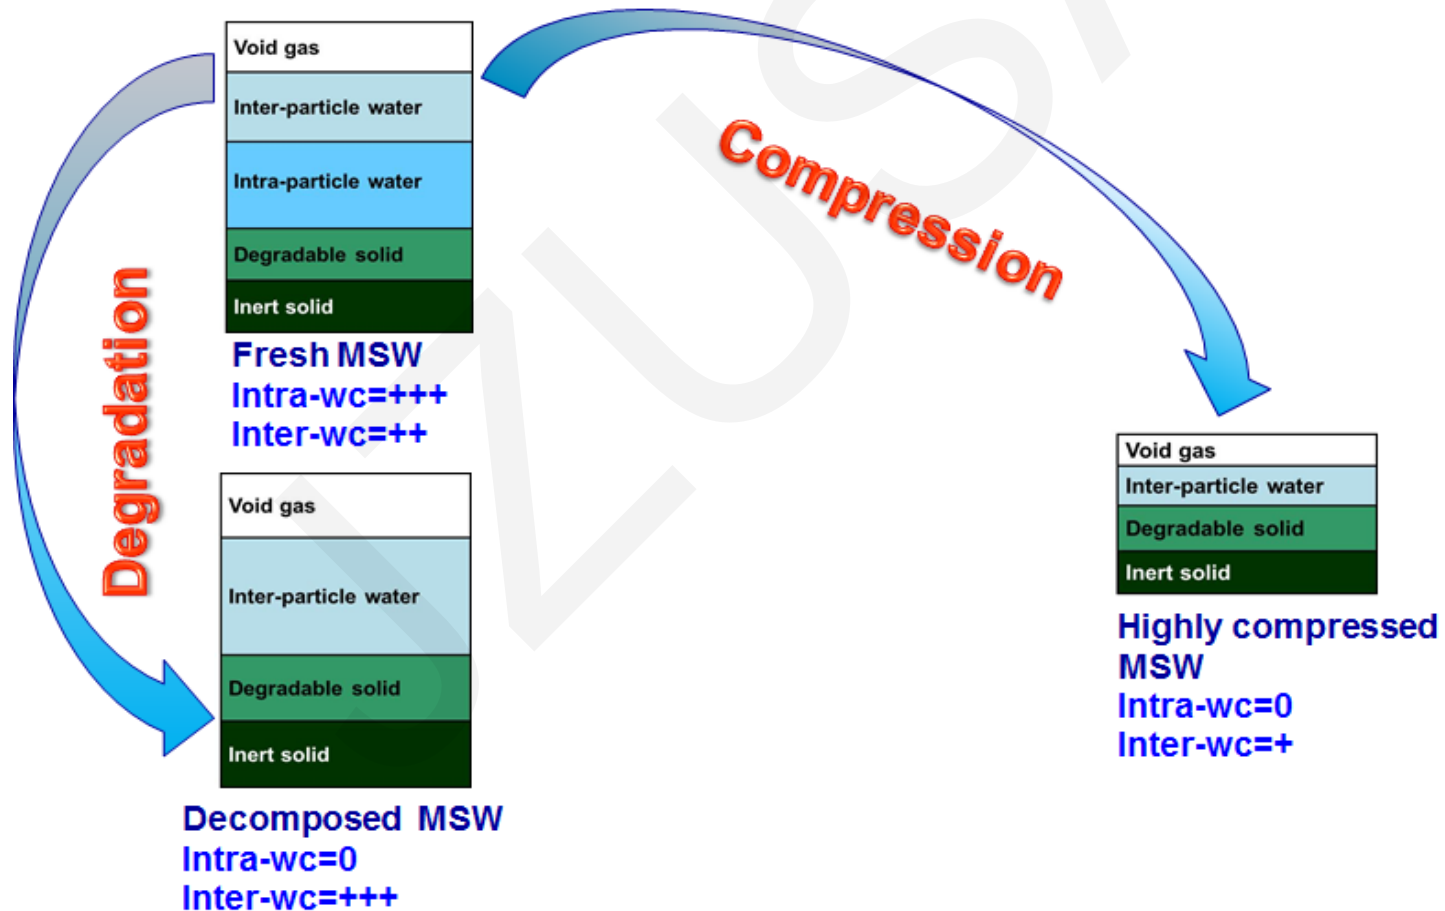 Void gas
Inter-particle water
Intra-particle water
Degradable solid
Inert solid
Fresh MSW
Intra-wc=+++
Inter-wc=++
Compression
Degradation
Void gas
Inter-particle water
Degradable solid
Inert solid
Decomposed MSW
Intra-wc=0
Inter-wc=+++
Void gas
Inter-particle water
Degradable solid
Inert solid
Highly compressed
MSW
Intra-wc=0
Inter-wc=+